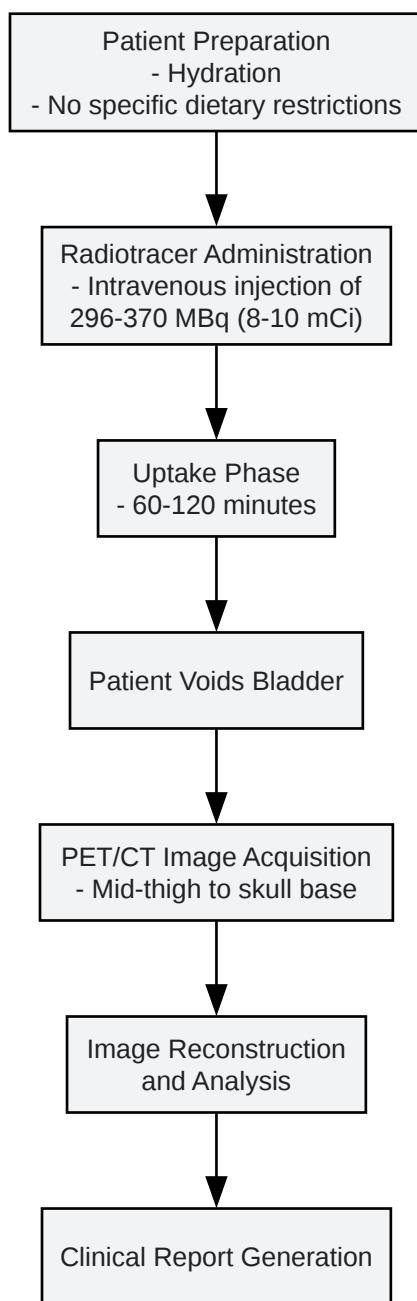 Patient Preparation
- Hydration
- No specific dietary restrictions
Radiotracer Administration
- Intravenous injection of
296-370 MBq (8-10 mCi)
Uptake Phase
- 60-120 minutes
Patient Voids Bladder
PET/CT Image Acquisition
- Mid-thigh to skull base
Image Reconstruction
and Analysis
Clinical Report Generation